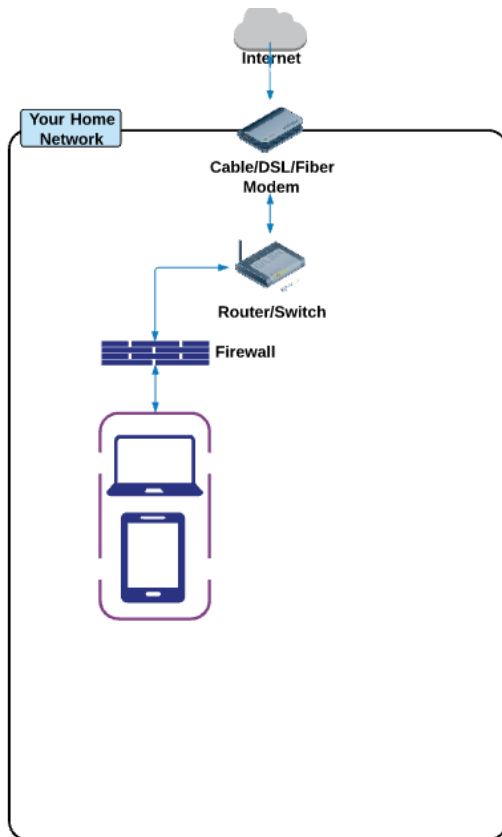 Internet
Your Home
Network
Cable/DSL/Fiber
Modem
Router/Switch
Firewall